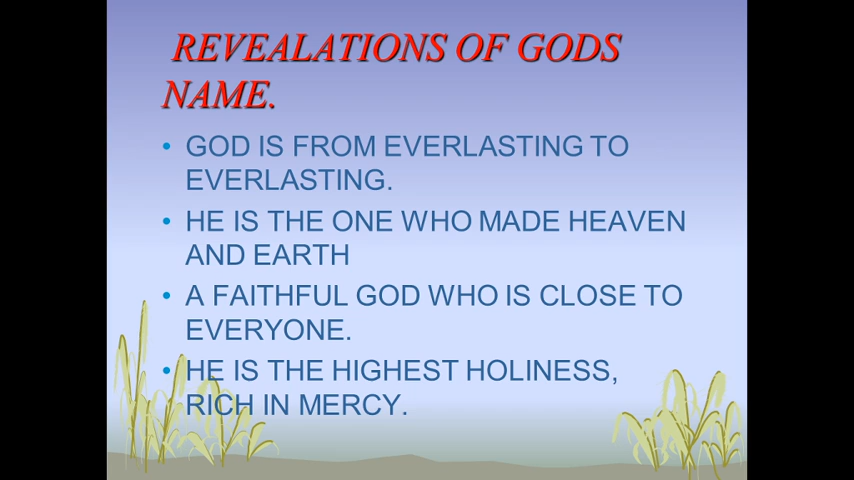 REVEALATIONS OF GODS
NAME.
• GOD IS FROM EVERLASTING TO
EVERLASTING.
• HE IS THE ONE WHO MADE HEAVEN
AND EARTH
• A FAITHFUL GOD WHO IS CLOSE TO
EVERYONE.
• HE IS THE HIGHEST HOLINESS,
RICH IN MERCY.